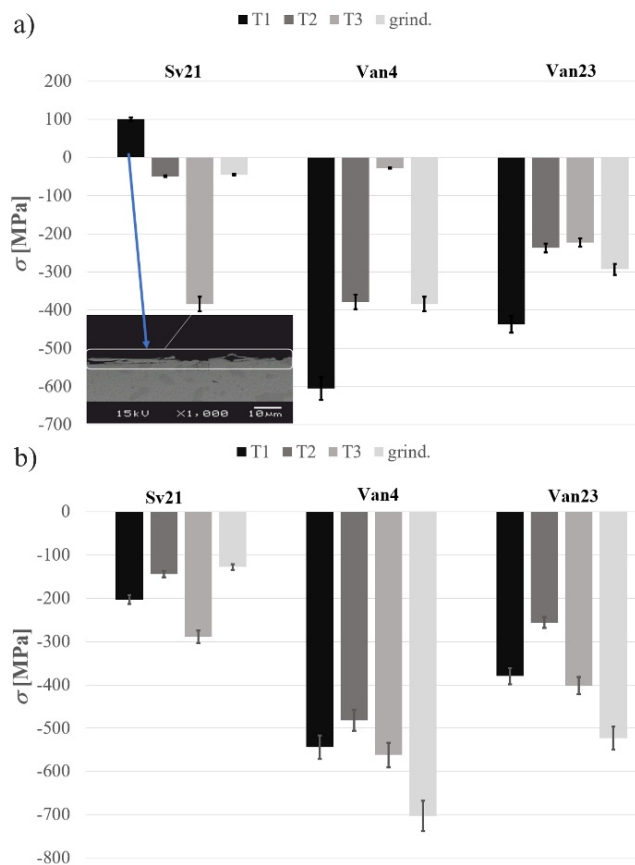 a)
T1 T2 T3 grind.
Sv21 Van4 Van23
200
100
0
-100
-200
-300
-400
-500
-600
-700
σ [MPa]
15kV X1,000 10μm
b)
T1 T2 T3 grind.
Sv21 Van4 Van23
0
-100
-200
-300
-400
-500
-600
-700
-800
σ [MPa]